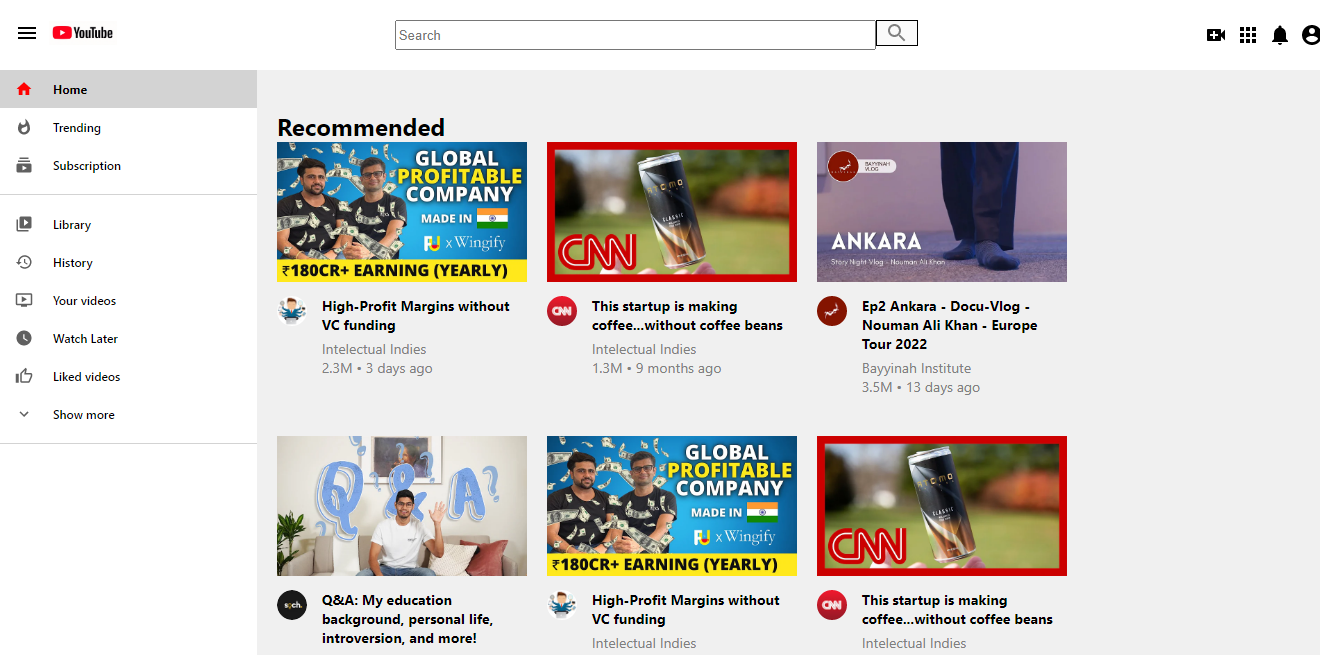 YouTube
Search
Home
Trending
Subscription
Library
History
Your videos
Watch Later
Liked videos
Show more
Recommended
GLOBAL
PROFITABLE
COMPANY
MADE IN
x Wingify
₹180CR+ EARNING (YEARLY)
CLASSIC
CNN
BAYYINAH
VLOG
ANKARA
Story Night Vlog - Nouman Ali Khan
High-Profit Margins without
VC funding
Intelectual Indies
2.3M • 3 days ago
CNN
This startup is making
coffee...without coffee beans
Intelectual Indies
1.3M • 9 months ago
Ep2 Ankara - Docu-Vlog -
Nouman Ali Khan - Europe
Tour 2022
Bayyinah Institute
3.5M • 13 days ago
Q&A?
GLOBAL
PROFITABLE
COMPANY
MADE IN
x Wingify
₹180CR+ EARNING (YEARLY)
CLASSIC
CNN
Q&A: My education
background, personal life,
introversion, and more!
High-Profit Margins without
VC funding
Intelectual Indies
CNN
This startup is making
coffee...without coffee beans
Intelectual Indies